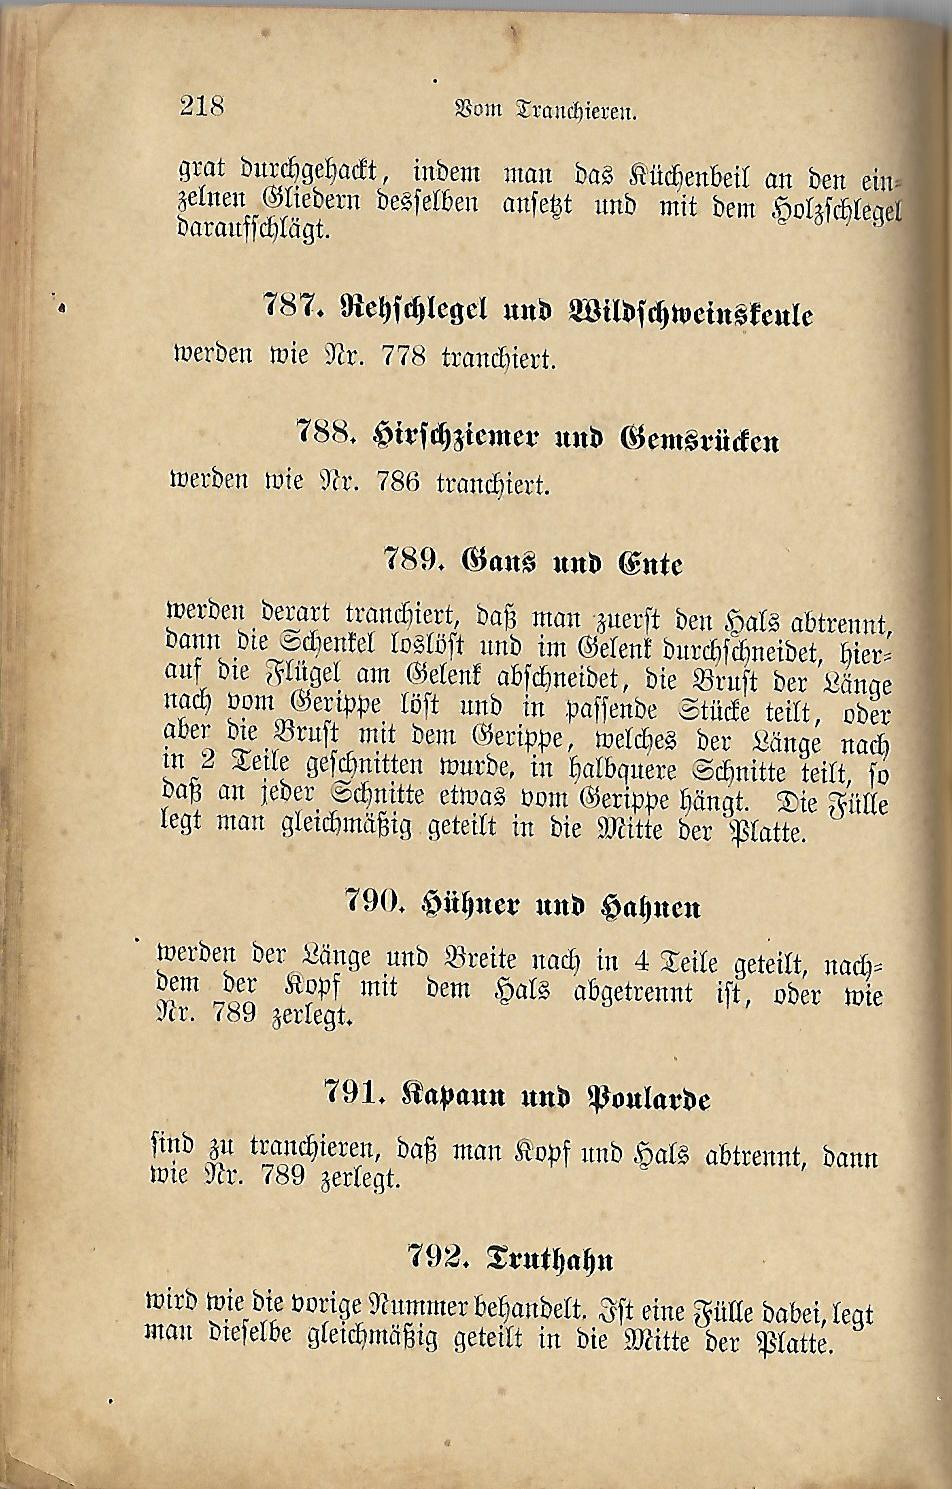 218 Vom Tranchieren.
grat durchgehackt, indem man das Küchenbeil an den ein-
zelnen Gliedern desselben ansetzt und mit dem Holzschlegel
daraufschlägt.
787. Rehschlegel und Wildschweinskeule
werden wie Nr. 778 tranchiert.
788. Hirschziemer und Gemsrücken
werden wie Nr. 786 tranchiert.
789. Gans und Ente
werden derart tranchiert, daß man zuerst den Hals abtrennt,
dann die Schenkel loslöst und im Gelenk durchschneidet, hier-
auf die Flügel am Gelenk abschneidet, die Brust der Länge
nach vom Gerippe löst und in passende Stücke teilt, oder
aber die Brust mit dem Gerippe, welches der Länge nach
in 2 Teile geschnitten wurde, in halbquere Schnitte teilt, so
daß an jeder Schnitte etwas vom Gerippe hängt. Die Fülle
legt man gleichmäßig geteilt in die Mitte der Platte.
790. Hühner und Hahnen
werden der Länge und Breite nach in 4 Teile geteilt, nach-
dem der Kopf mit dem Hals abgetrennt ist, oder wie
Nr. 789 zerlegt.
791. Kapaun und Poularde
sind zu tranchieren, daß man Kopf und Hals abtrennt, dann
wie Nr. 789 zerlegt.
792. Truthahn
wird wie die vorige Nummer behandelt. Ist eine Fülle dabei, legt
man dieselbe gleichmäßig geteilt in die Mitte der Platte.